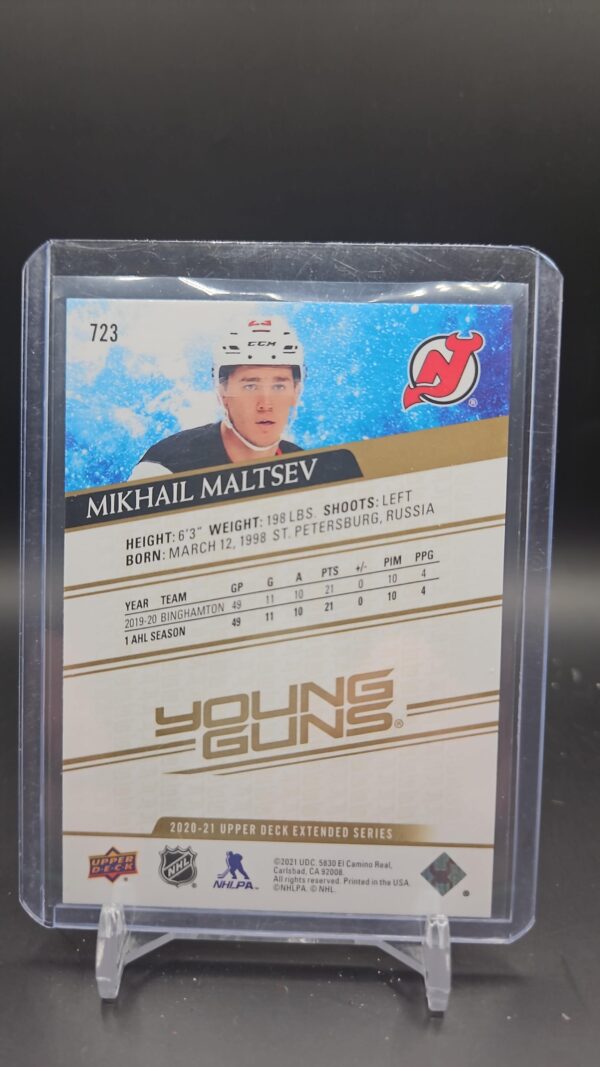 723
23
CCM
MIKHAIL MALTSEV
HEIGHT: 6'3" WEIGHT: 198 LBS. SHOOTS: LEFT
BORN: MARCH 12, 1998 ST. PETERSBURG, RUSSIA
YEAR TEAM GP G A PTS +/- PIM PPG
2019-20 BINGHAMTON 49 11 10 21 0 10 4
1 AHL SEASON 49 11 10 21 0 10 4
YOUNG
GUNS®
2020-21 UPPER DECK EXTENDED SERIES
UPPER
D·E·C·K
NHL
NHLPA
©2021 UDC. 5830 El Camino Real,
Carlsbad, CA 92008.
All rights reserved. Printed in the USA.
©NHLPA. © NHL.